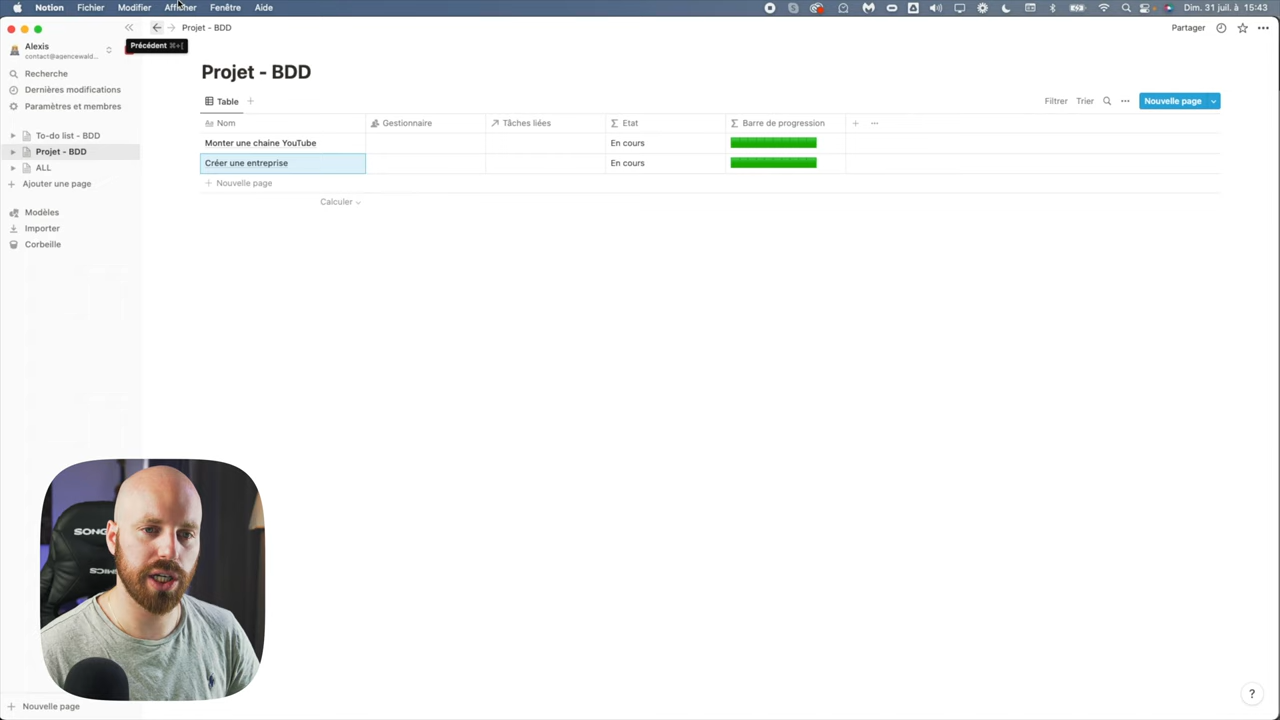 Notion Fichier Modifier Afficher Fenêtre Aide
Dim. 31 juil. à 15:43
Projet - BDD
Partager
Précédent
Alexis
contact@agencewald...
Recherche
Dernières modifications
Paramètres et membres
To-do list - BDD
Projet - BDD
ALL
Ajouter une page
Modèles
Importer
Corbeille
Nouvelle page
Projet - BDD
Table
Filtrer Trier Nouvelle page
Nom Gestionnaire Tâches liées Etat Barre de progression
Monter une chaine YouTube En cours
Créer une entreprise En cours
Nouvelle page
Calculer
SONG
?